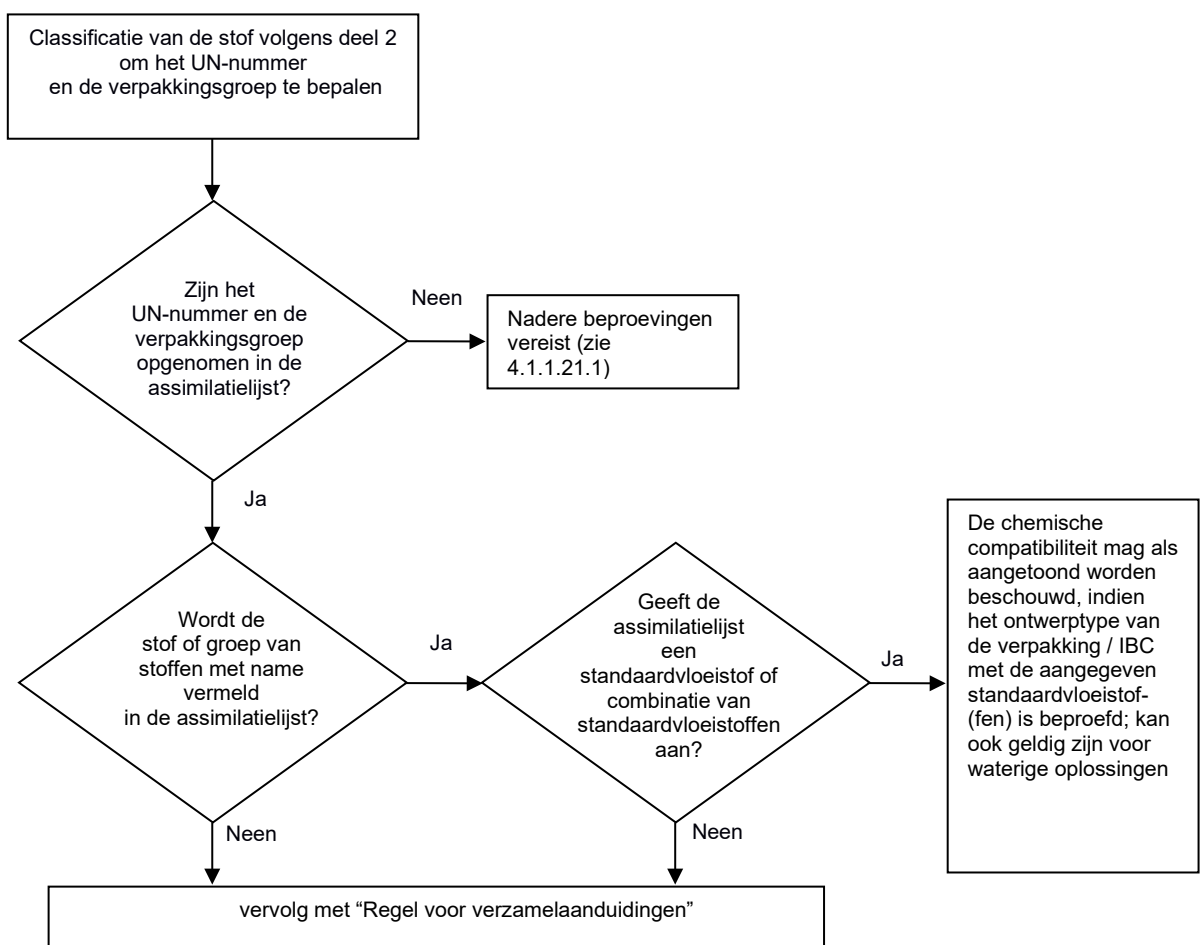 Classificatie van de stof volgens deel 2
om het UN-nummer
en de verpakkingsgroep te bepalen
Zijn het
UN-nummer en de
verpakkingsgroep
opgenomen in de
assimilatielijst?
Neen
Nadere beproevingen
vereist (zie
4.1.1.21.1)
Ja
Wordt de
stof of groep van
stoffen met name
vermeld
in de assimilatielijst?
Ja
Geeft de
assimilatielijst
een
standaardvloeistof of
combinatie van
standaardvloeistoffen
aan?
Ja
De chemische
compatibiliteit mag als
aangetoond worden
beschouwd, indien
het ontwerptype van
de verpakking / IBC
met de aangegeven
standaardvloeistof-
(fen) is beproefd; kan
ook geldig zijn voor
waterige oplossingen
Neen
Neen
vervolg met “Regel voor verzamelaanduidingen”